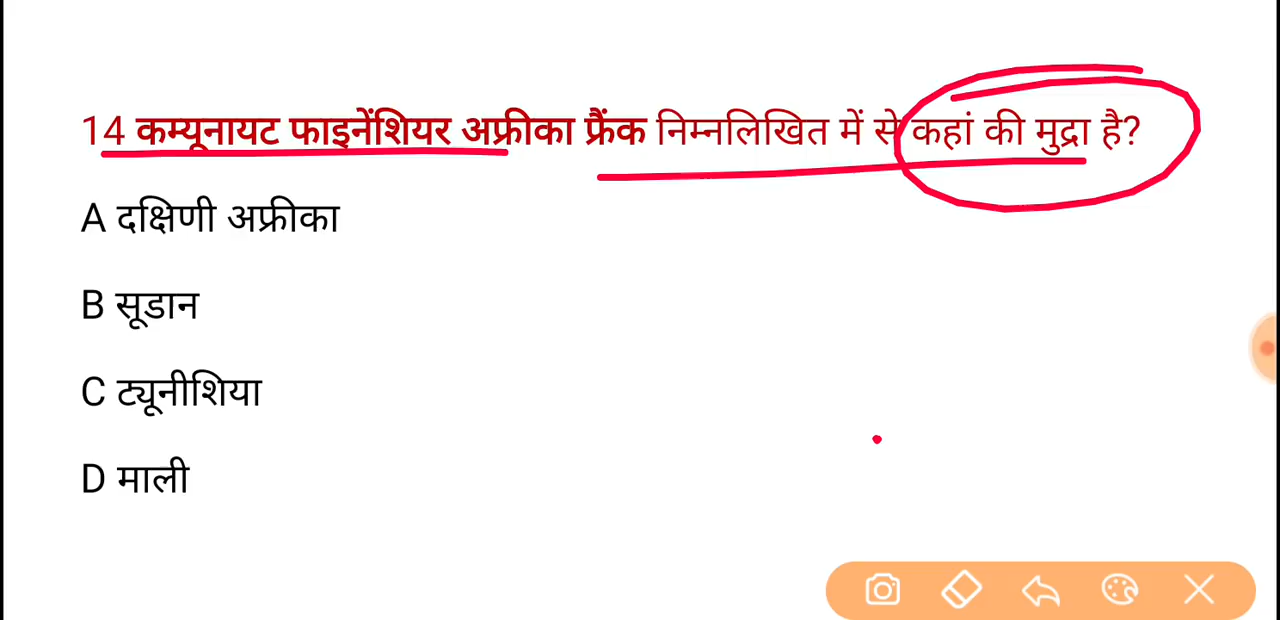 14 कम्यूनायट फाइनेंशियर अफ्रीका फ्रैंक निम्नलिखित में से कहां की मुद्रा है?
A दक्षिणी अफ्रीका
B सूडान
C ट्यूनीशिया
D माली